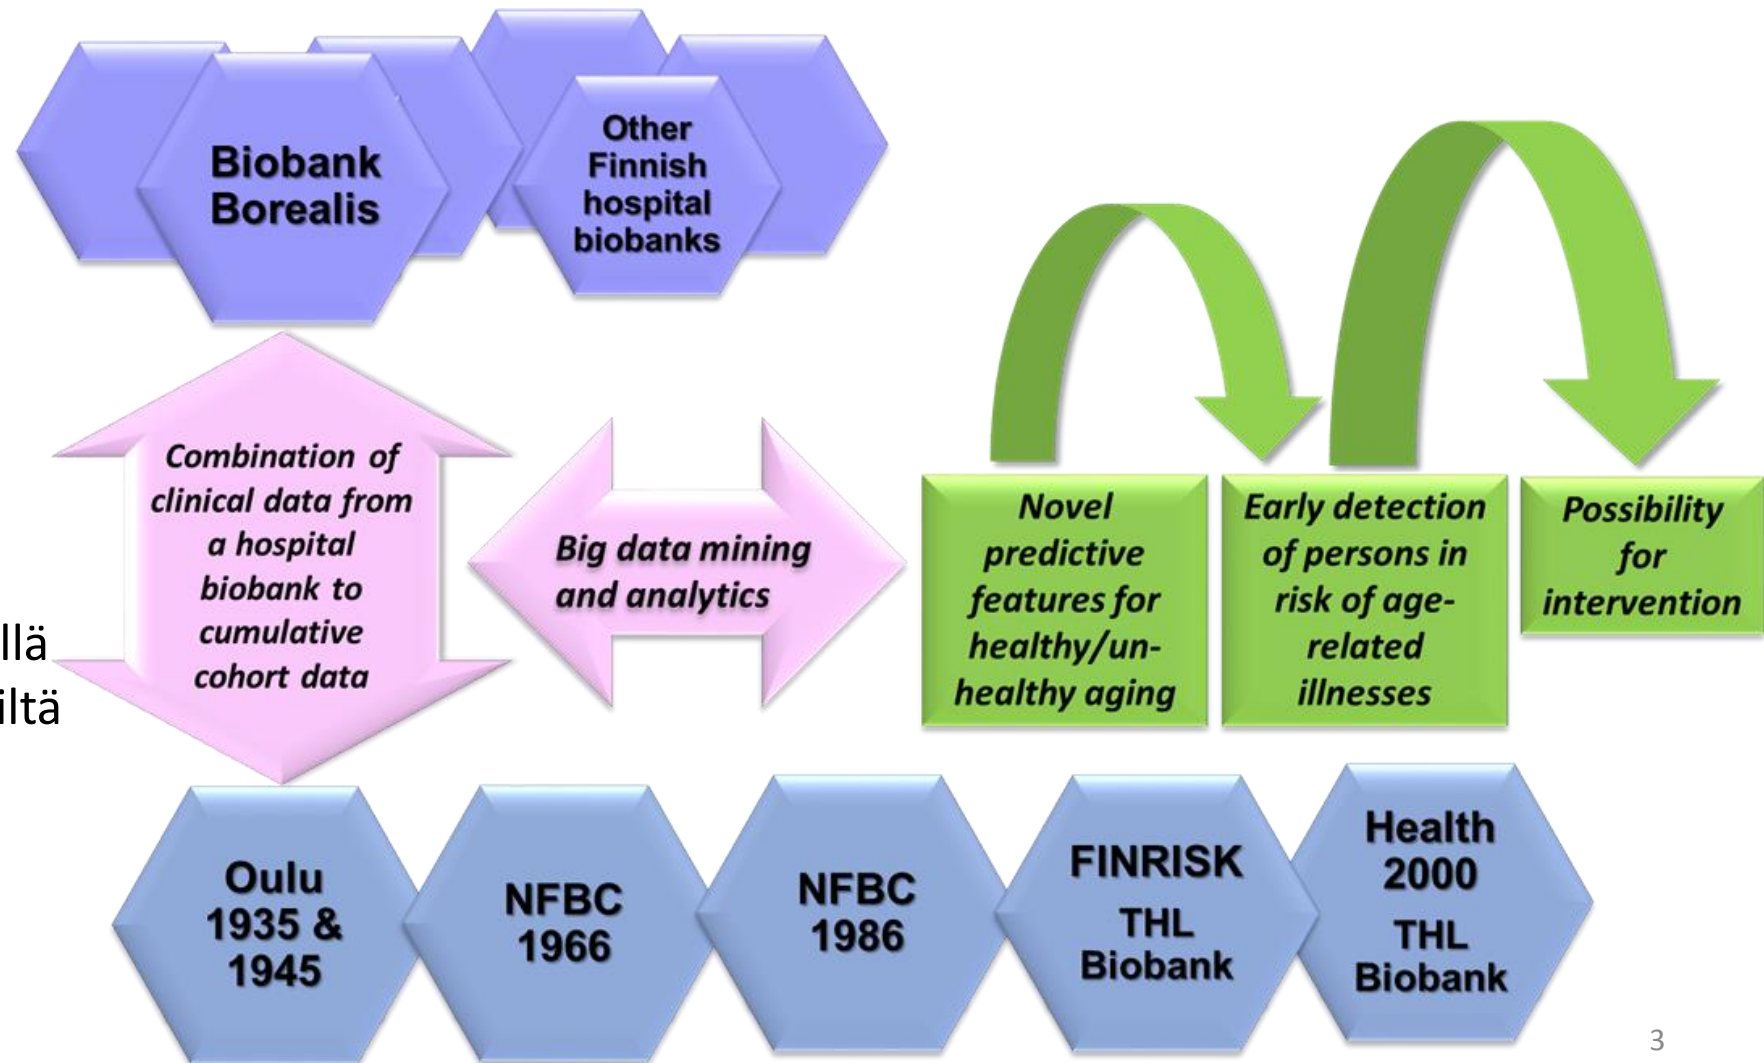 Biobank
Borealis
Other
Finnish
hospital
biobanks
Combination of
clinical data from
a hospital
biobank to
cumulative
cohort data
llä
iltä
Big data mining
and analytics
Novel
predictive
features for
healthy/un-
healthy aging
Early detection
of persons in
risk of age-
related
illnesses
Possibility
for
intervention
Oulu
1935 &
1945
NFBC
1966
NFBC
1986
FINRISK
THL
Biobank
Health
2000
THL
Biobank
3